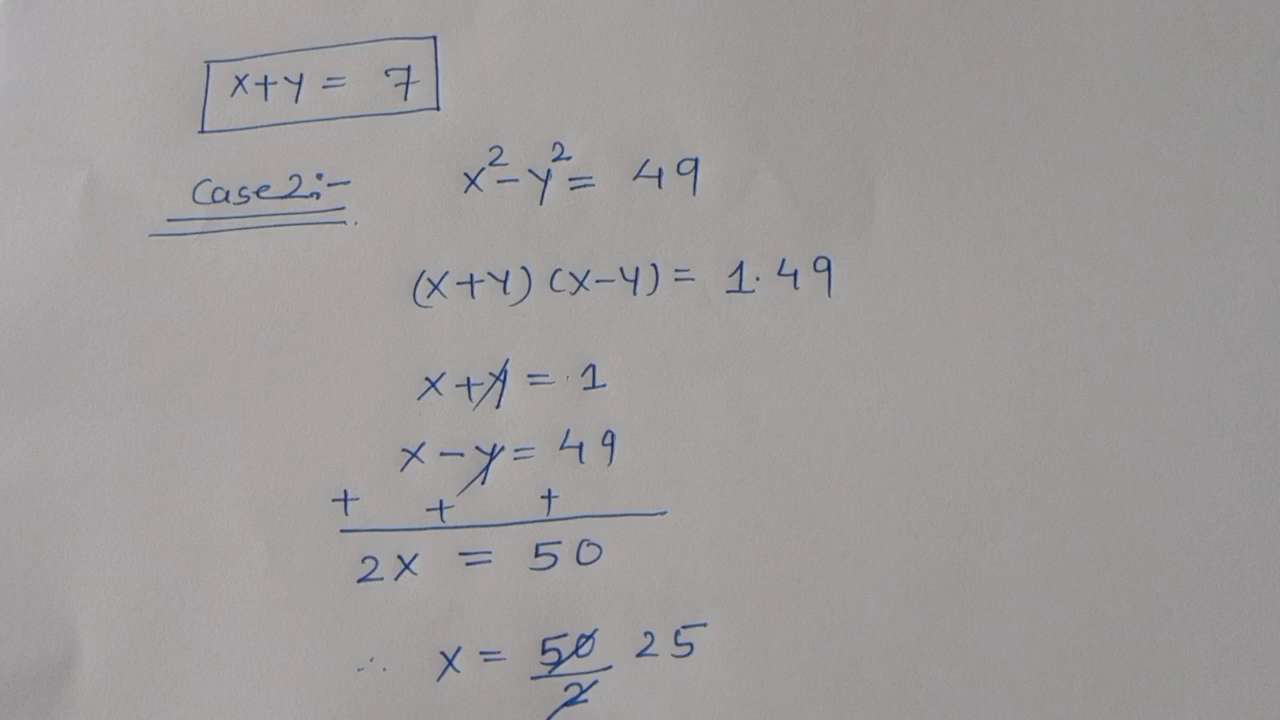 x+y = 7
Case2:- x²-y²= 49
(x+y)(x-y)= 1.49
x+y = 1
x-y= 49
+ + +
2x = 50
∴ x = 50/2 25